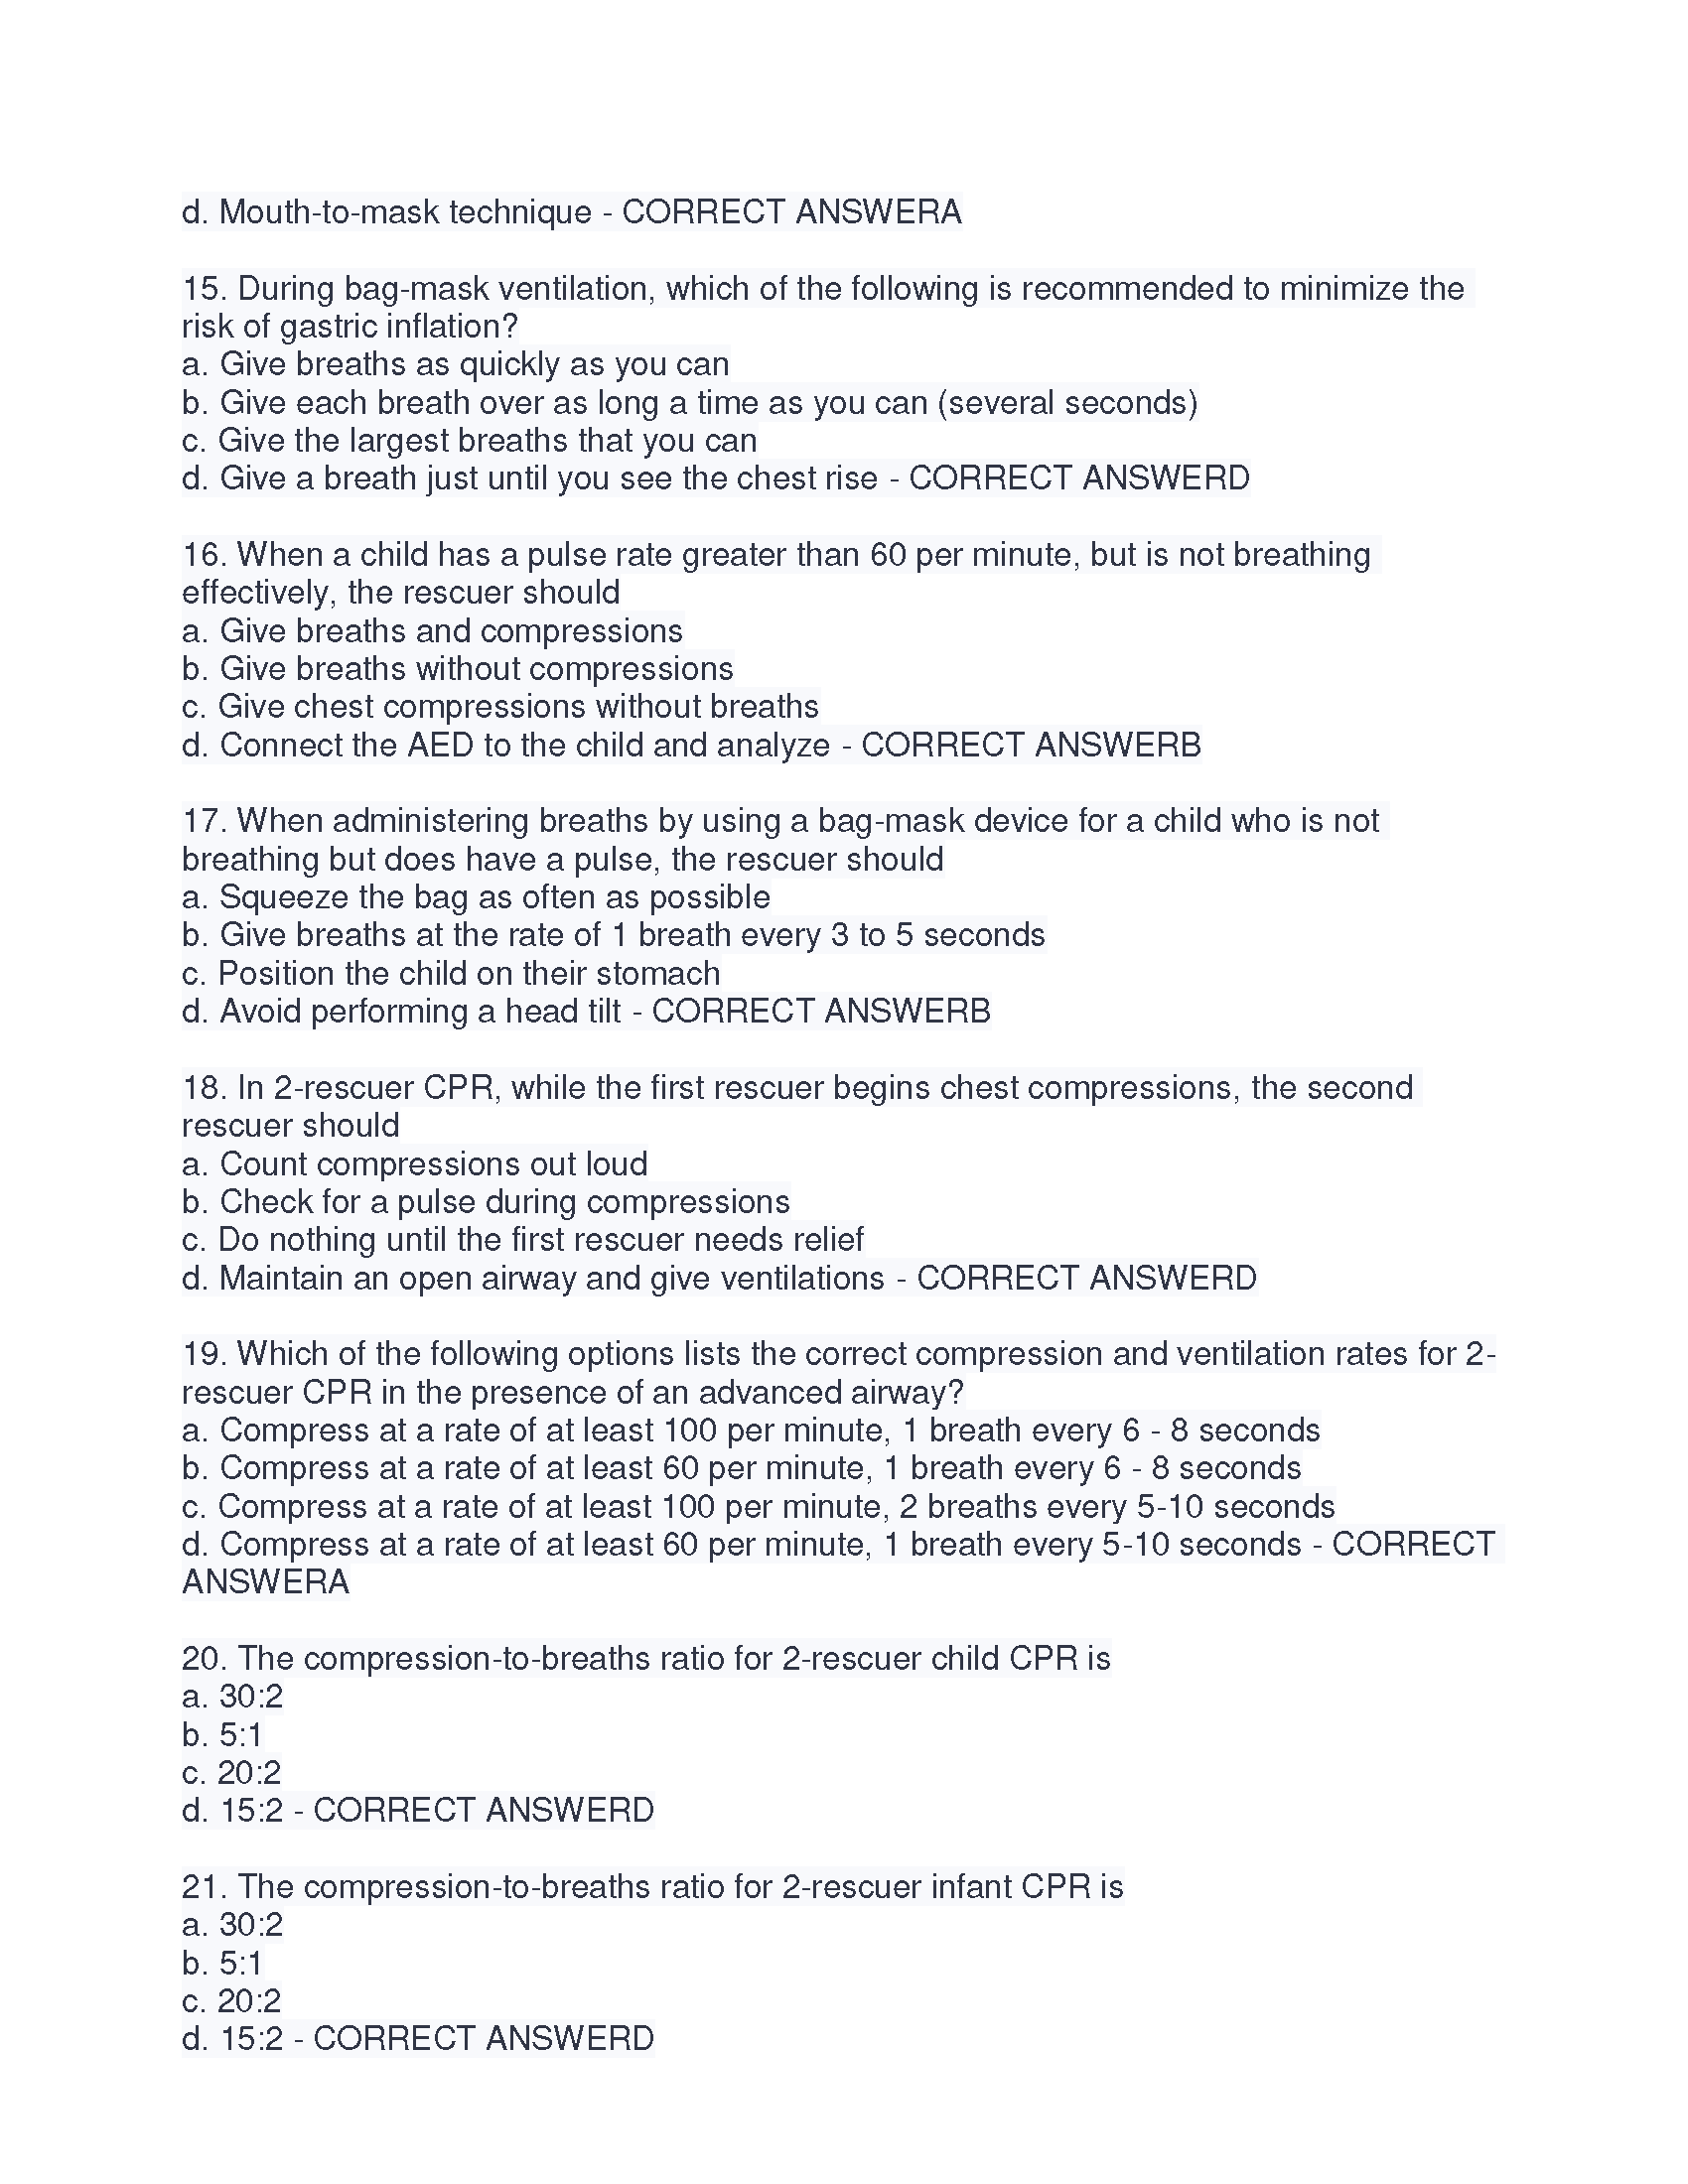 d. Mouth-to-mask technique - CORRECT ANSWERA
15. During bag-mask ventilation, which of the following is recommended to minimize the
risk of gastric inflation?
a. Give breaths as quickly as you can
b. Give each breath over as long a time as you can (several seconds)
c. Give the largest breaths that you can
d. Give a breath just until you see the chest rise - CORRECT ANSWERD
16. When a child has a pulse rate greater than 60 per minute, but is not breathing
effectively, the rescuer should
a. Give breaths and compressions
b. Give breaths without compressions
c. Give chest compressions without breaths
d. Connect the AED to the child and analyze - CORRECT ANSWERB
17. When administering breaths by using a bag-mask device for a child who is not
breathing but does have a pulse, the rescuer should
a. Squeeze the bag as often as possible
b. Give breaths at the rate of 1 breath every 3 to 5 seconds
c. Position the child on their stomach
d. Avoid performing a head tilt - CORRECT ANSWERB
18. In 2-rescuer CPR, while the first rescuer begins chest compressions, the second
rescuer should
a. Count compressions out loud
b. Check for a pulse during compressions
c. Do nothing until the first rescuer needs relief
d. Maintain an open airway and give ventilations - CORRECT ANSWERD
19. Which of the following options lists the correct compression and ventilation rates for 2-
rescuer CPR in the presence of an advanced airway?
a. Compress at a rate of at least 100 per minute, 1 breath every 6 - 8 seconds
b. Compress at a rate of at least 60 per minute, 1 breath every 6 - 8 seconds
c. Compress at a rate of at least 100 per minute, 2 breaths every 5-10 seconds
d. Compress at a rate of at least 60 per minute, 1 breath every 5-10 seconds - CORRECT
ANSWERA
20. The compression-to-breaths ratio for 2-rescuer child CPR is
a. 30:2
b. 5:1
c. 20:2
d. 15:2 - CORRECT ANSWERD
21. The compression-to-breaths ratio for 2-rescuer infant CPR is
a. 30:2
b. 5:1
c. 20:2
d. 15:2 - CORRECT ANSWERD